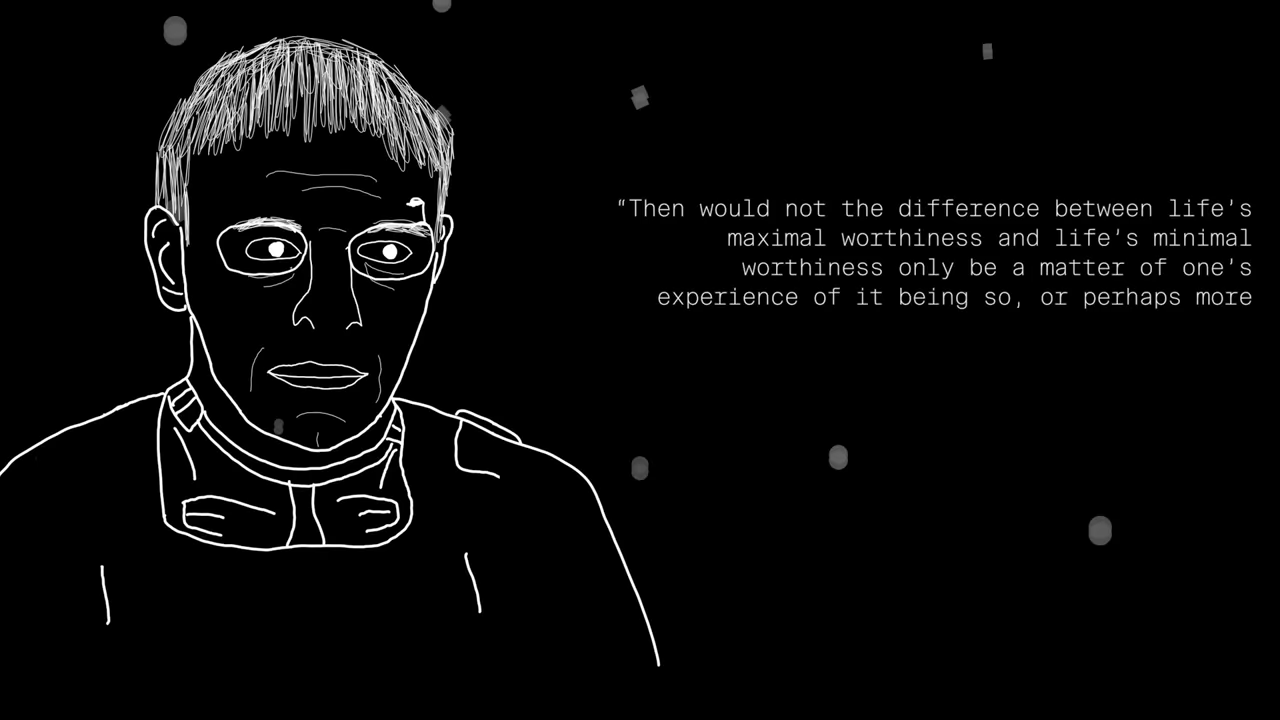 “Then would not the difference between life's
maximal worthiness and life's minimal
worthiness only be a matter of one's
experience of it being so, or perhaps more